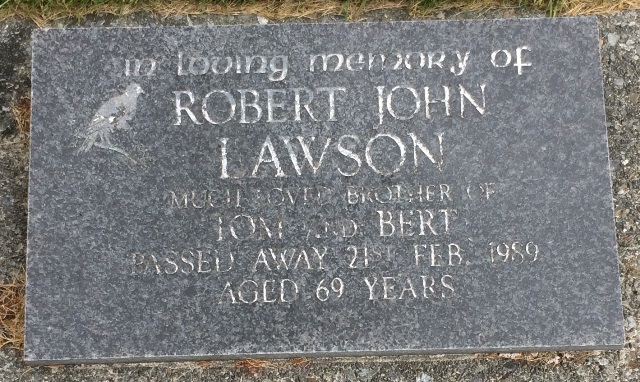 in loving memory of
ROBERT JOHN
LAWSON
MUCH LOVED BROTHER OF
TOM AND BERT
PASSED AWAY 21ST FEB. 1989
AGED 69 YEARS